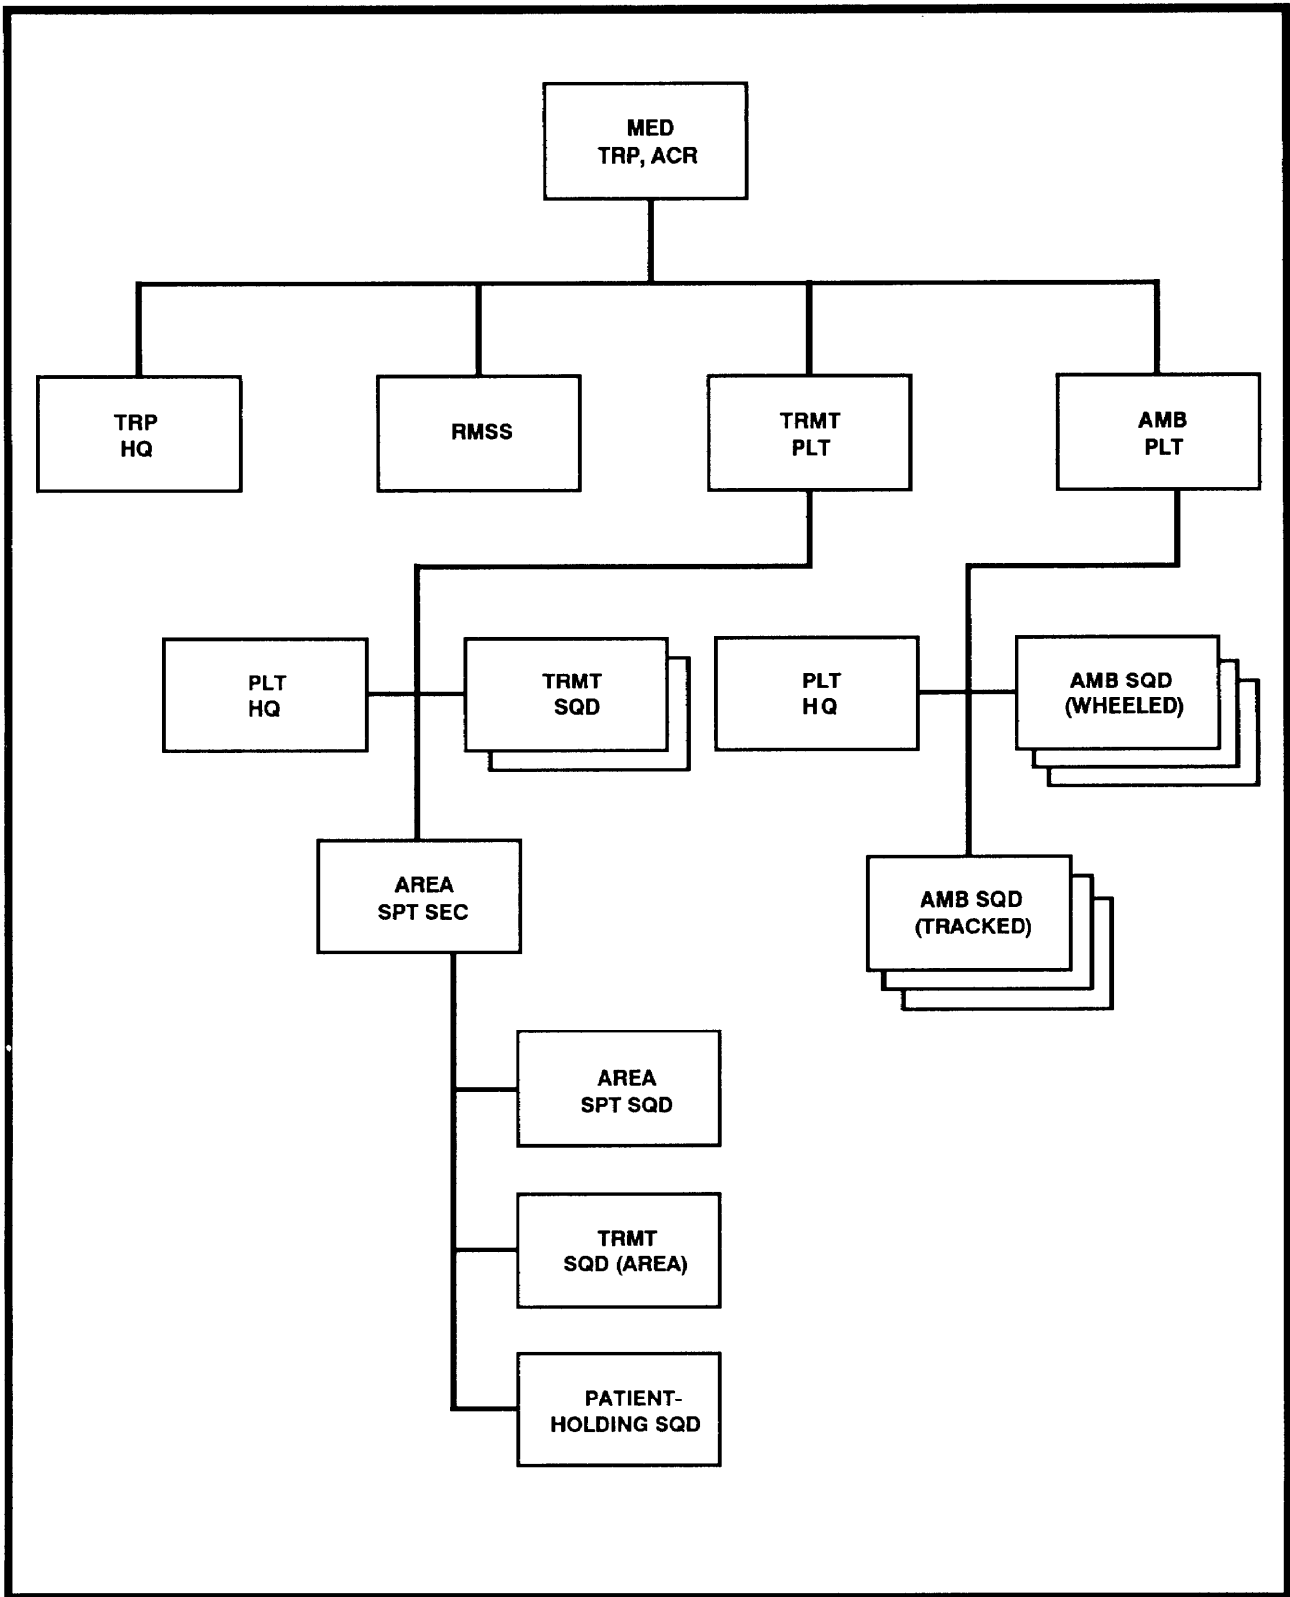 MED
TRP, ACR
TRP
HQ
RMSS
TRMT
PLT
AMB
PLT
PLT
HQ
TRMT
SQD
PLT
HQ
AMB SQD
(WHEELED)
AREA
SPT SEC
AMB SQD
(TRACKED)
AREA
SPT SQD
TRMT
SQD (AREA)
PATIENT-
HOLDING SQD